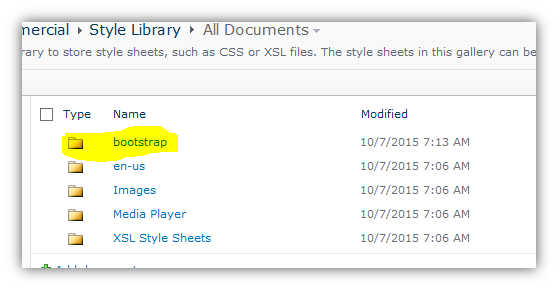 Style Library › All Documents
to store style sheets, such as CSS or XSL files. The style sheets in this gallery can be
Type Name Modified
bootstrap 10/7/2015 7:13 AM
en-us 10/7/2015 7:06 AM
Images 10/7/2015 7:06 AM
Media Player 10/7/2015 7:06 AM
XSL Style Sheets 10/7/2015 7:06 AM